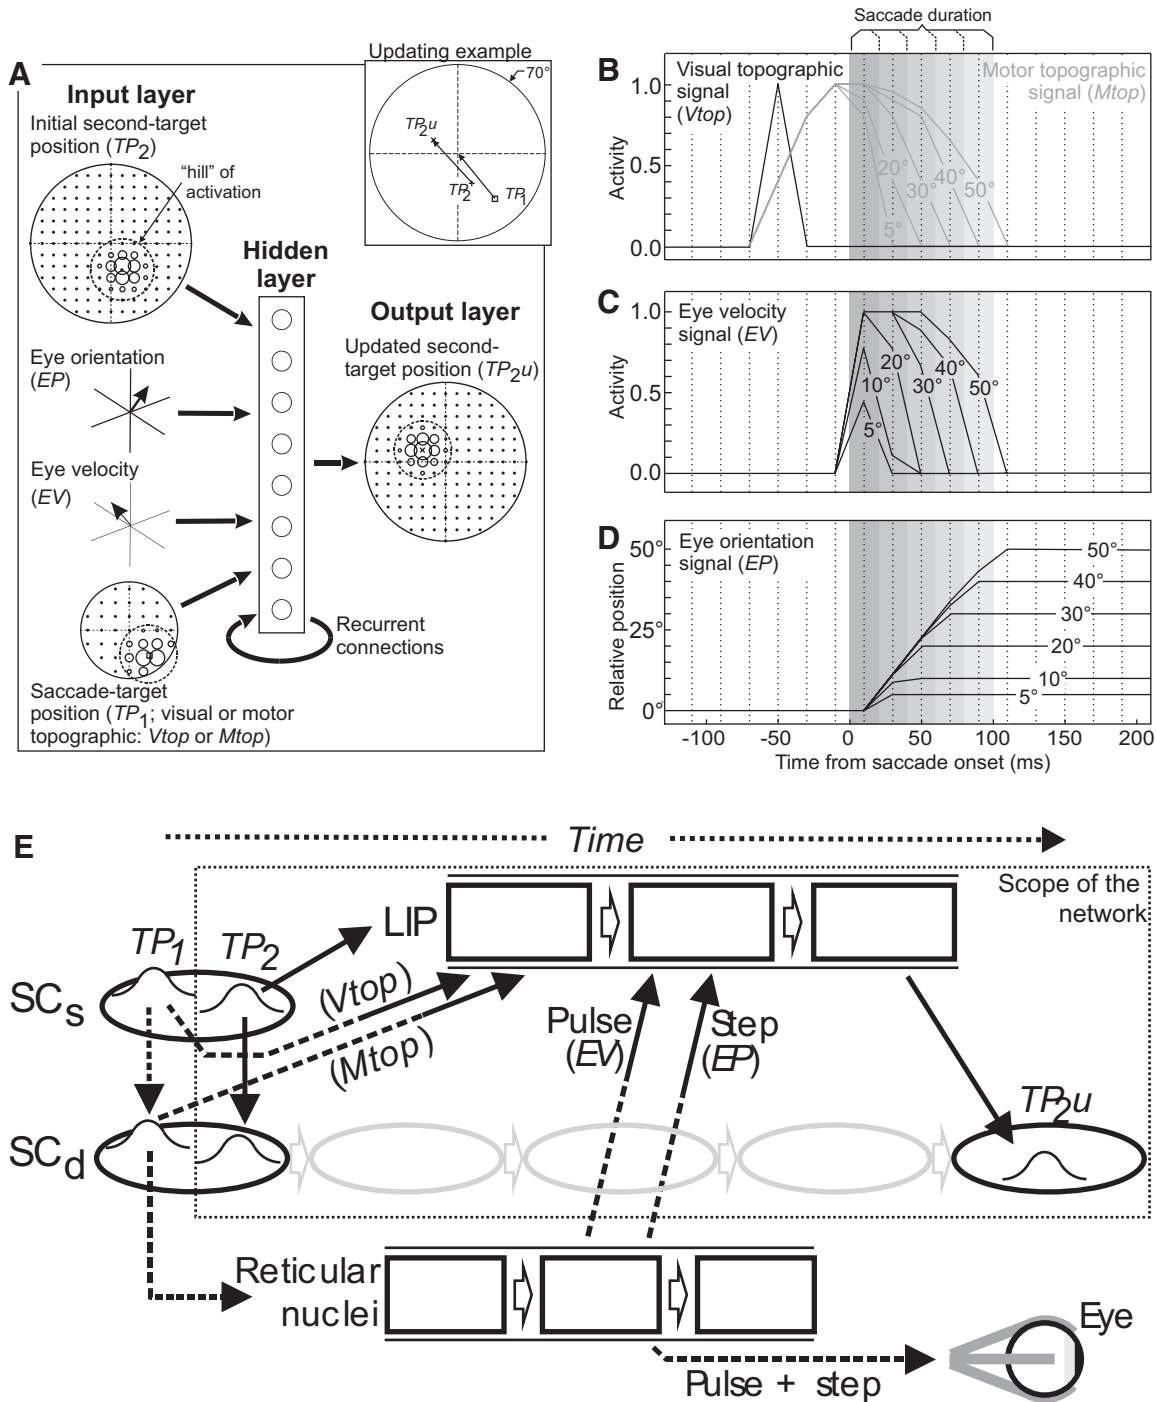 A
Input layer
Initial second-target
position (TP2)
"hill" of
activation
Eye orientation
(EP)
Eye velocity
(EV)
Saccade-target
position (TP1; visual or motor
topographic: Vtop or Mtop)
Hidden
layer
Recurrent
connections
Output layer
Updated second-
target position (TP2u)
Updating example
70°
TP2u
TP2
TP1
Saccade duration
B
Visual topographic
signal
(Vtop)
Motor topographic
signal (Mtop)
Activity
1.0
0.5
0.0
20°
30°
40°
50°
5°
C
Eye velocity
signal (EV)
Activity
1.0
0.5
0.0
5°
10°
20°
30°
40°
50°
D
Eye orientation
signal (EP)
Relative position
50°
25°
0°
50°
40°
30°
20°
10°
5°
-100 -50 0 50 100 150 200
Time from saccade onset (ms)
E
Time
Scope of the
network
TP1 TP2
LIP
SCs
(Vtop)
(Mtop)
Pulse
(EV)
Step
(EP)
TP2u
SCd
Reticular
nuclei
Eye
Pulse + step